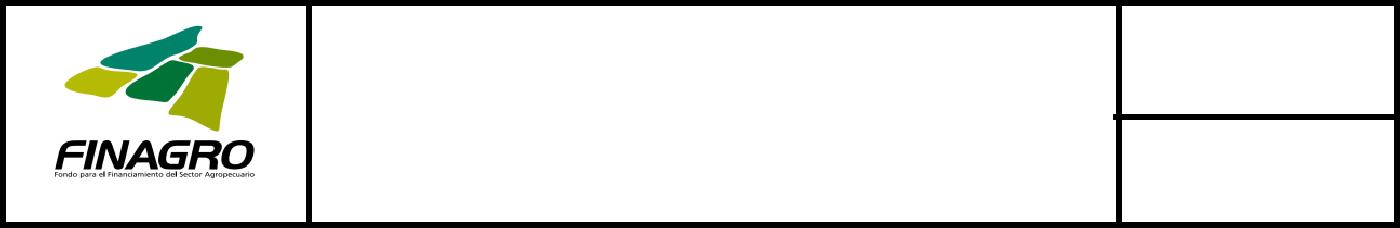 FINAGRO
Fondo para el Financiamiento del Sector Agropecuario